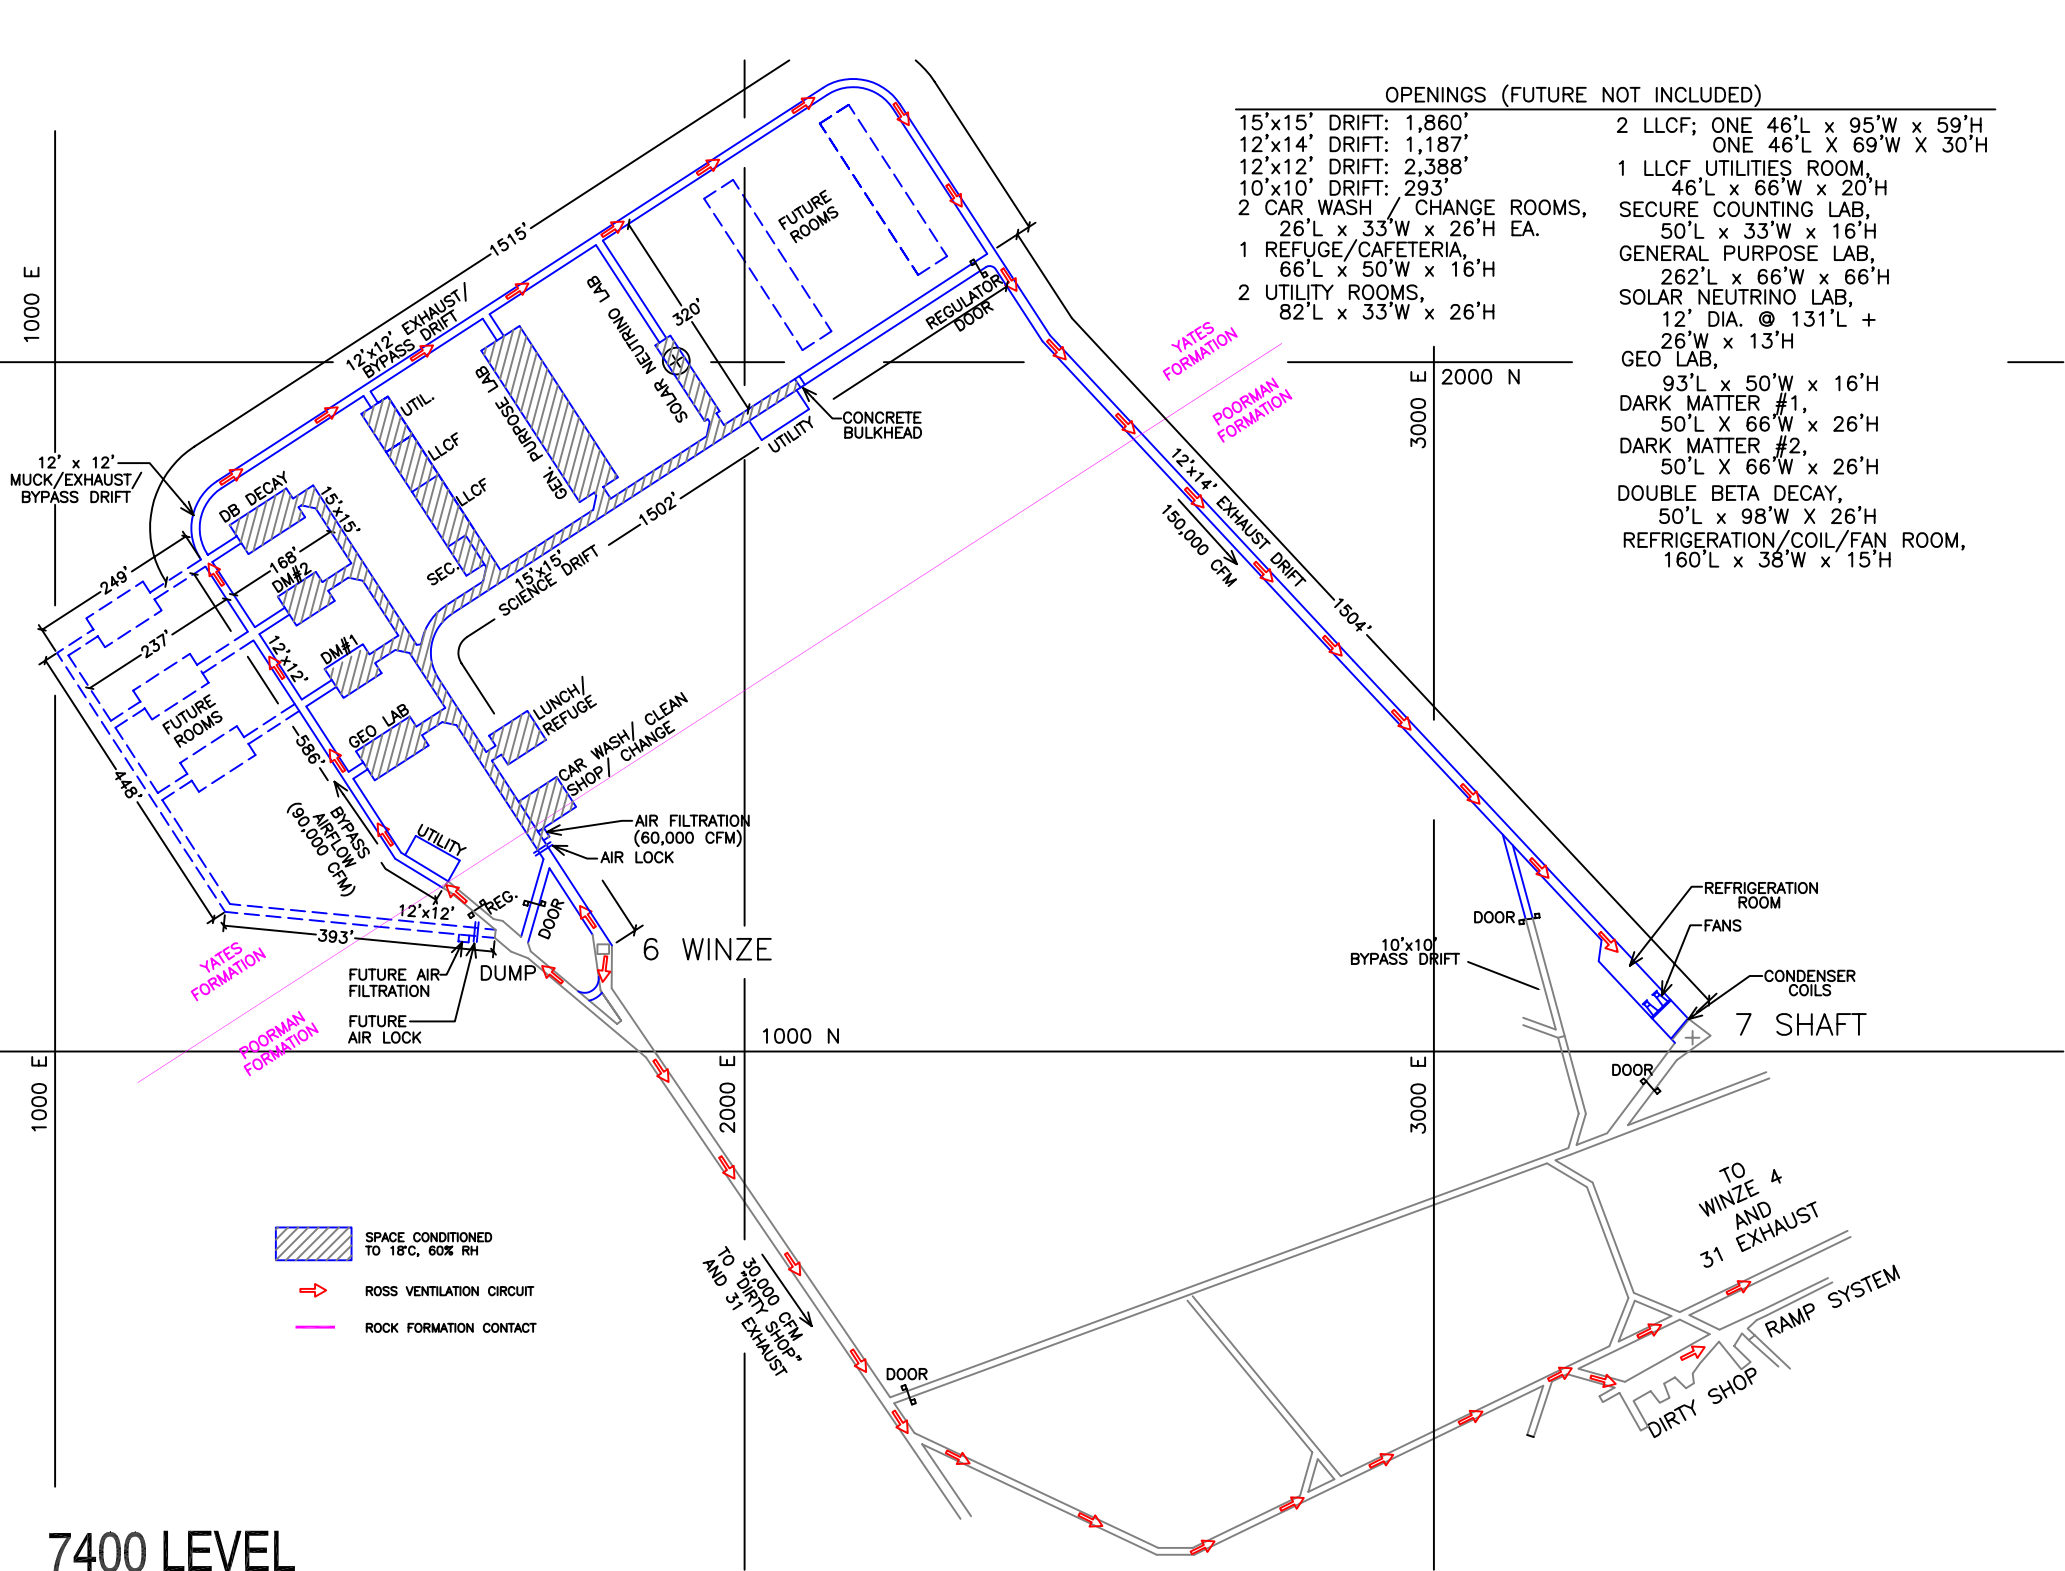 OPENINGS (FUTURE NOT INCLUDED)
15'x15' DRIFT: 1,860'
12'x14' DRIFT: 1,187'
12'x12' DRIFT: 2,388'
10'x10' DRIFT: 293'
2 CAR WASH / CHANGE ROOMS,
26'L x 33'W x 26'H EA.
1 REFUGE/CAFETERIA,
66'L x 50'W x 16'H
2 UTILITY ROOMS,
82'L x 33'W x 26'H
2 LLCF; ONE 46'L x 95'W x 59'H
ONE 46'L X 69'W X 30'H
1 LLCF UTILITIES ROOM,
46'L x 66'W x 20'H
SECURE COUNTING LAB,
50'L x 33'W x 16'H
GENERAL PURPOSE LAB,
262'L x 66'W x 66'H
SOLAR NEUTRINO LAB,
12' DIA. @ 131'L +
26'W x 13'H
GEO LAB,
93'L x 50'W x 16'H
DARK MATTER #1,
50'L X 66'W x 26'H
DARK MATTER #2,
50'L X 66'W x 26'H
DOUBLE BETA DECAY,
50'L x 98'W X 26'H
REFRIGERATION/COIL/FAN ROOM,
160'L x 38'W x 15'H
1000 E
1515'
12'x12' EXHAUST/
BYPASS DRIFT
FUTURE
ROOMS
320'
SOLAR NEUTRINO LAB
SOLAR NEUTRINO LAB
REGULATOR
DOOR
YATES
FORMATION
POORMAN
FORMATION
3000 E
2000 N
UTIL.
LLCF
LLCF
SEC.
GEN. PURPOSE LAB
UTILITY
CONCRETE
BULKHEAD
1502'
15'x15'
SCIENCE DRIFT
12' x 12'
MUCK/EXHAUST/
BYPASS DRIFT
DB DECAY
15'x15'
168'
249'
DM#2
237'
12'x12'
DM#1
FUTURE
ROOMS
GEO LAB
586'
448'
LUNCH/
REFUGE
CAR WASH/ CLEAN
SHOP/ CHANGE
AIR FILTRATION
(60,000 CFM)
AIR LOCK
BYPASS
AIRFLOW
(90,000 CFM)
UTILITY
12'x12'
REG.
DOOR
393'
DUMP
6 WINZE
FUTURE AIR
FILTRATION
FUTURE
AIR LOCK
YATES
FORMATION
POORMAN
FORMATION
12'x14' EXHAUST DRIFT
150,000 CFM
1504'
DOOR
10'x10'
BYPASS DRIFT
REFRIGERATION
ROOM
FANS
CONDENSER
COILS
7 SHAFT
DOOR
1000 N
1000 E
2000 E
3000 E
TO
WINZE 4
AND
31 EXHAUST
RAMP SYSTEM
DIRTY SHOP
30,000 CFM
TO "DIRTY SHOP"
AND 31 EXHAUST
DOOR
SPACE CONDITIONED
TO 18°C, 60% RH
ROSS VENTILATION CIRCUIT
ROCK FORMATION CONTACT
7400 LEVEL